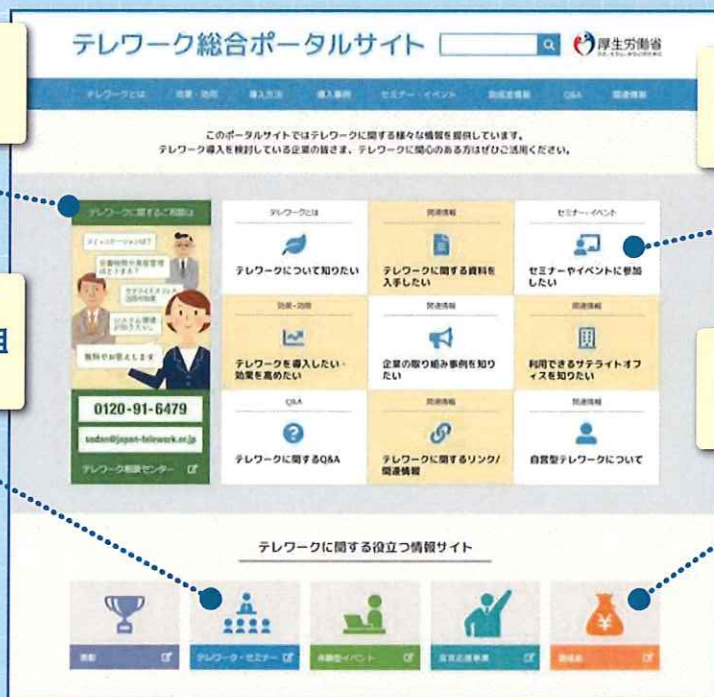 テレワーク総合ポータルサイト
厚生労働省
テレワークとは 効果・効用 導入方法 導入事例 セミナー・イベント 助成金情報 Q&A 関連情報
このポータルサイトではテレワークに関する様々な情報を提供しています。
テレワーク導入を検討している企業の皆さま、テレワークに関心のある方はぜひご活用ください。
テレワークに関するご相談は
コミュニケーションは?
無料でお答えします
0120-91-6479
sodan@japan-telework.or.jp
テレワーク相談センター
テレワークとは
テレワークについて知りたい
関連情報
テレワークに関する資料を
入手したい
セミナー・イベント
セミナーやイベントに参加
したい
効果・効用
テレワークを導入したい・
効果を高めたい
関連情報
企業の取り組み事例を知り
たい
関連情報
利用できるサテライトオフ
ィスを知りたい
Q&A
テレワークに関するQ&A
関連情報
テレワークに関するリンク/
関連情報
関連情報
自営型テレワークについて
組
テレワークに関する役立つ情報サイト
表彰
テレワーク・セミナー
体験型イベント
助成金